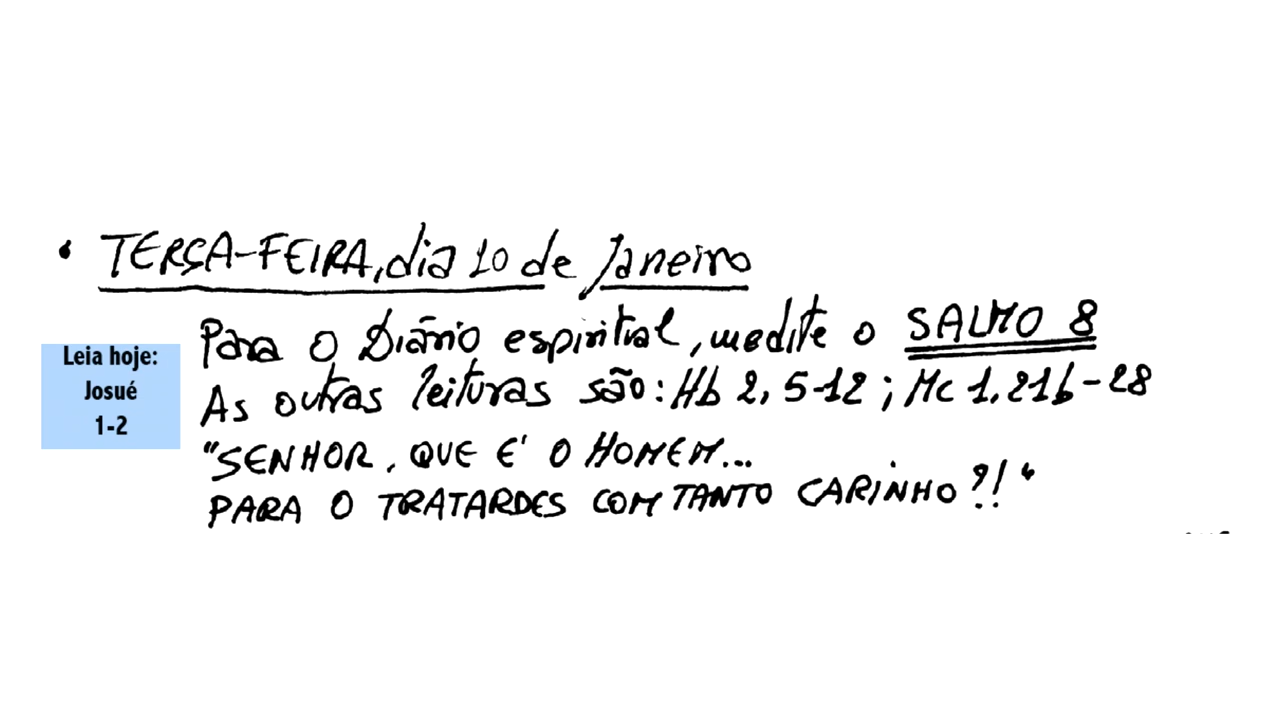 • TERÇA-FEIRA, dia 10 de Janeiro
Para o Diário espiritual, medite o SALMO 8
As outras leituras são: Hb 2, 5-12; Mc 1, 21b-28
"SENHOR, QUE É O HOMEM...
PARA O TRATARDES COM TANTO CARINHO?!"
Leia hoje:
Josué
1-2